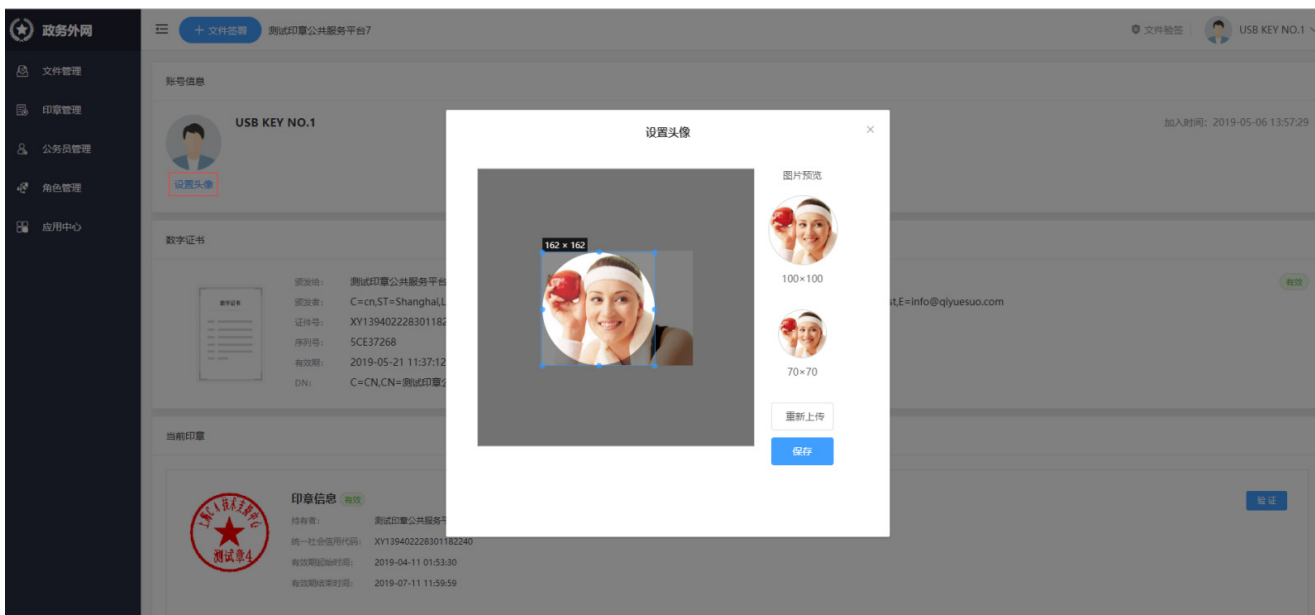 政务外网
文件签署
测试印章公共服务平台7
文件验签
USB KEY NO.1
文件管理
印章管理
公务员管理
角色管理
应用中心
账号信息
USB KEY NO.1
设置头像
加入时间：2019-05-06 13:57:29
数字证书
数字证书
颁发给：
测试印章公共服务平台
颁发者：
C=cn,ST=Shanghai,L
st,E=info@qiyuesuo.com
有效
证件号：
XY139402228301182
序列号：
5CE37268
有效期：
2019-05-21 11:37:12
DN：
C=CN,CN=测试印章公
当前印章
测试章4
印章信息
有效
持有者：
测试印章公共服务平
统一社会信用代码：
XY139402228301182240
有效期起始时间：
2019-04-11 01:53:30
有效期结束时间：
2019-07-11 11:59:59
验 证
设置头像
×
162 × 162
图片预览
100×100
70×70
重新上传
保存